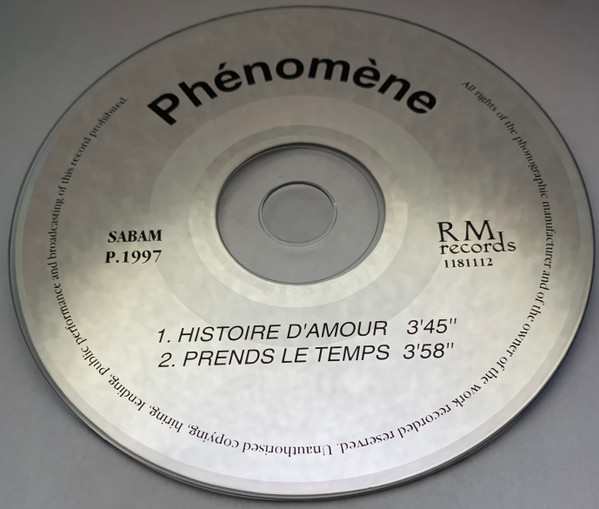 Phénomène
All rights of the phonographic manufacturer and of the owner of the work recorded reserved. Unauthorised copying, hiring, lending, public performance and broadcasting of this record prohibited.
SABAM
P.1997
RMI
records
1181112
1. HISTOIRE D'AMOUR 3'45"
2. PRENDS LE TEMPS 3'58"